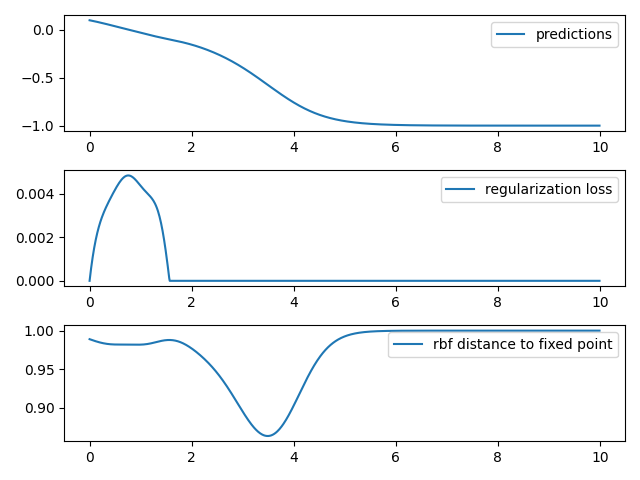 predictions
0.0
−0.5
−1.0
0 2 4 6 8 10
regularization loss
0.004
0.002
0.000
0 2 4 6 8 10
1.00
rbf distance to fixed point
0.95
0.90
0 2 4 6 8 10